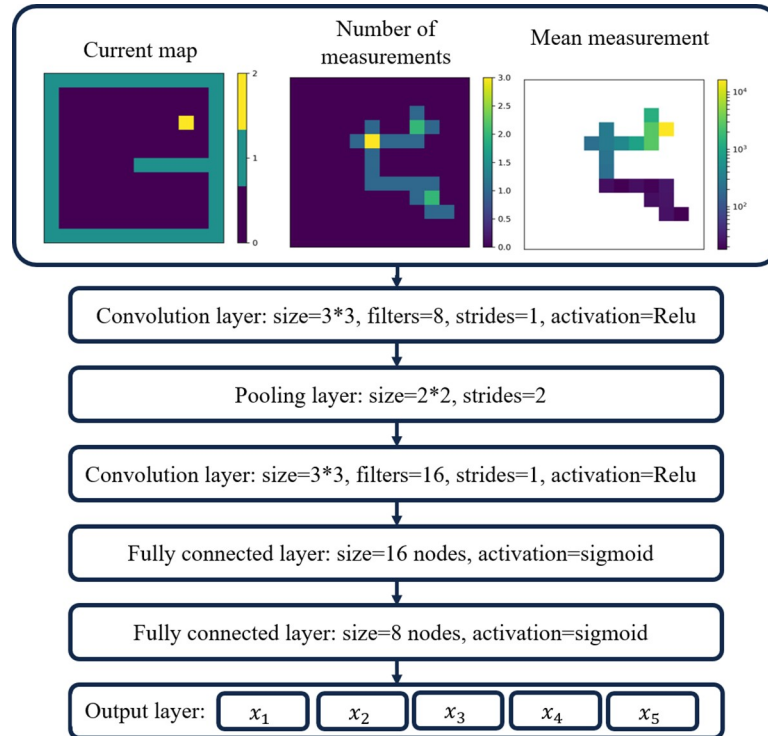 Current map
Number of
measurements
Mean measurement
2
1
0
3.0
2.5
2.0
1.5
1.0
0.5
0.0
10⁴
10³
10²
Convolution layer: size=3*3, filters=8, strides=1, activation=Relu
Pooling layer: size=2*2, strides=2
Convolution layer: size=3*3, filters=16, strides=1, activation=Relu
Fully connected layer: size=16 nodes, activation=sigmoid
Fully connected layer: size=8 nodes, activation=sigmoid
Output layer: x₁ x₂ x₃ x₄ x₅